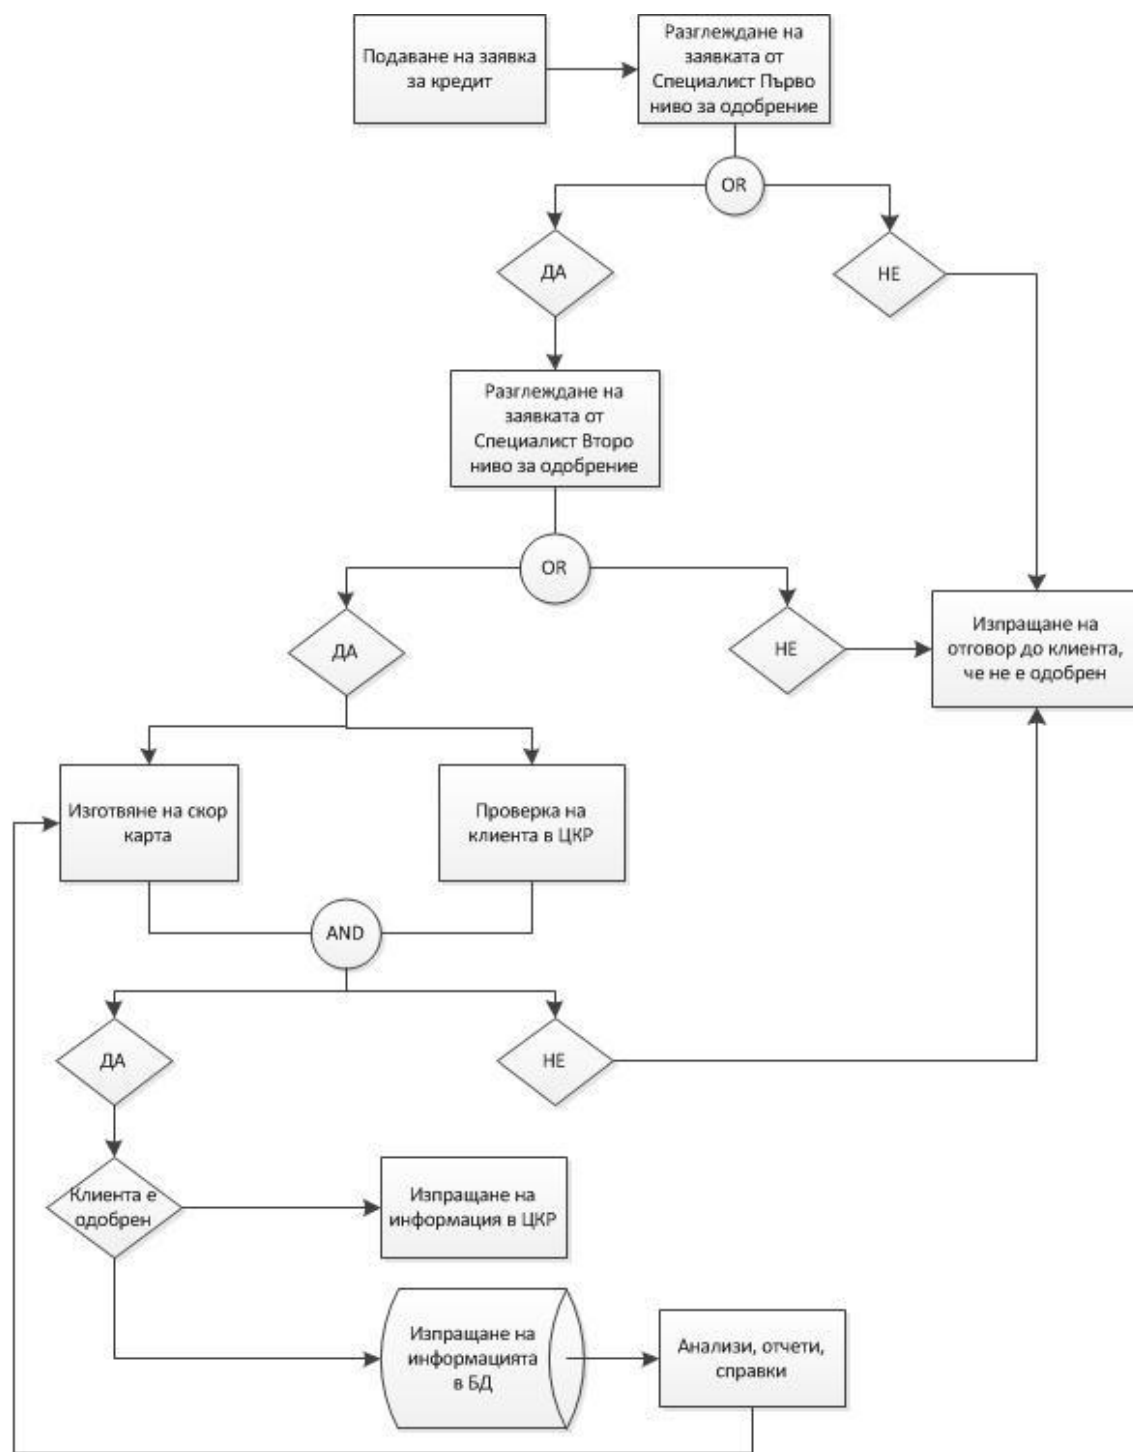 Подаване на заявка
за кредит
Разглеждане на
заявката от
Специалист Първо
ниво за одобрение
OR
ДА
НЕ
Разглеждане на
заявката от
Специалист Второ
ниво за одобрение
OR
ДА
НЕ
Изпращане на
отговор до клиента,
че не е одобрен
Изготвяне на скор
карта
Проверка на
клиента в ЦКР
AND
ДА
НЕ
Клиента е
одобрен
Изпращане на
информация в ЦКР
Изпращане на
информацията
в БД
Анализи, отчети,
справки